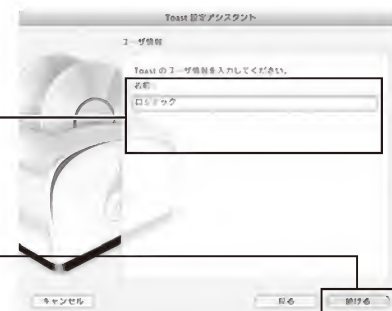 Toast 設定アシスタント
ユーザ情報
Toast のユーザ情報を入力してください。
名前:
ロジテック
キャンセル
戻る
続ける